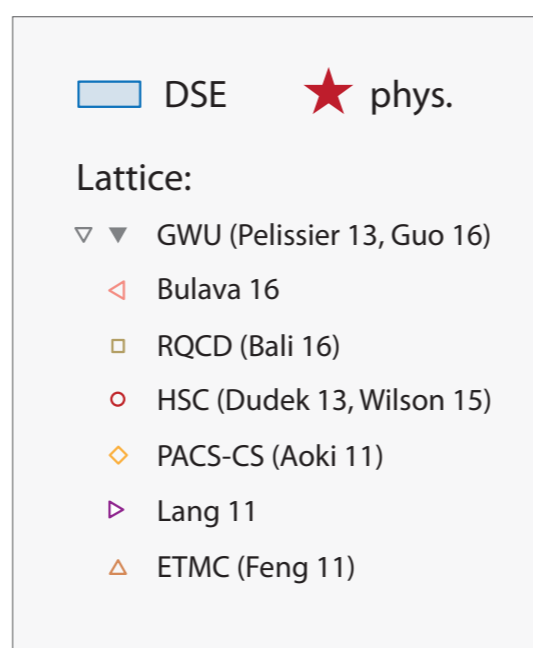 DSE phys.
Lattice:
GWU (Pelissier 13, Guo 16)
Bulava 16
RQCD (Bali 16)
HSC (Dudek 13, Wilson 15)
PACS-CS (Aoki 11)
Lang 11
ETMC (Feng 11)